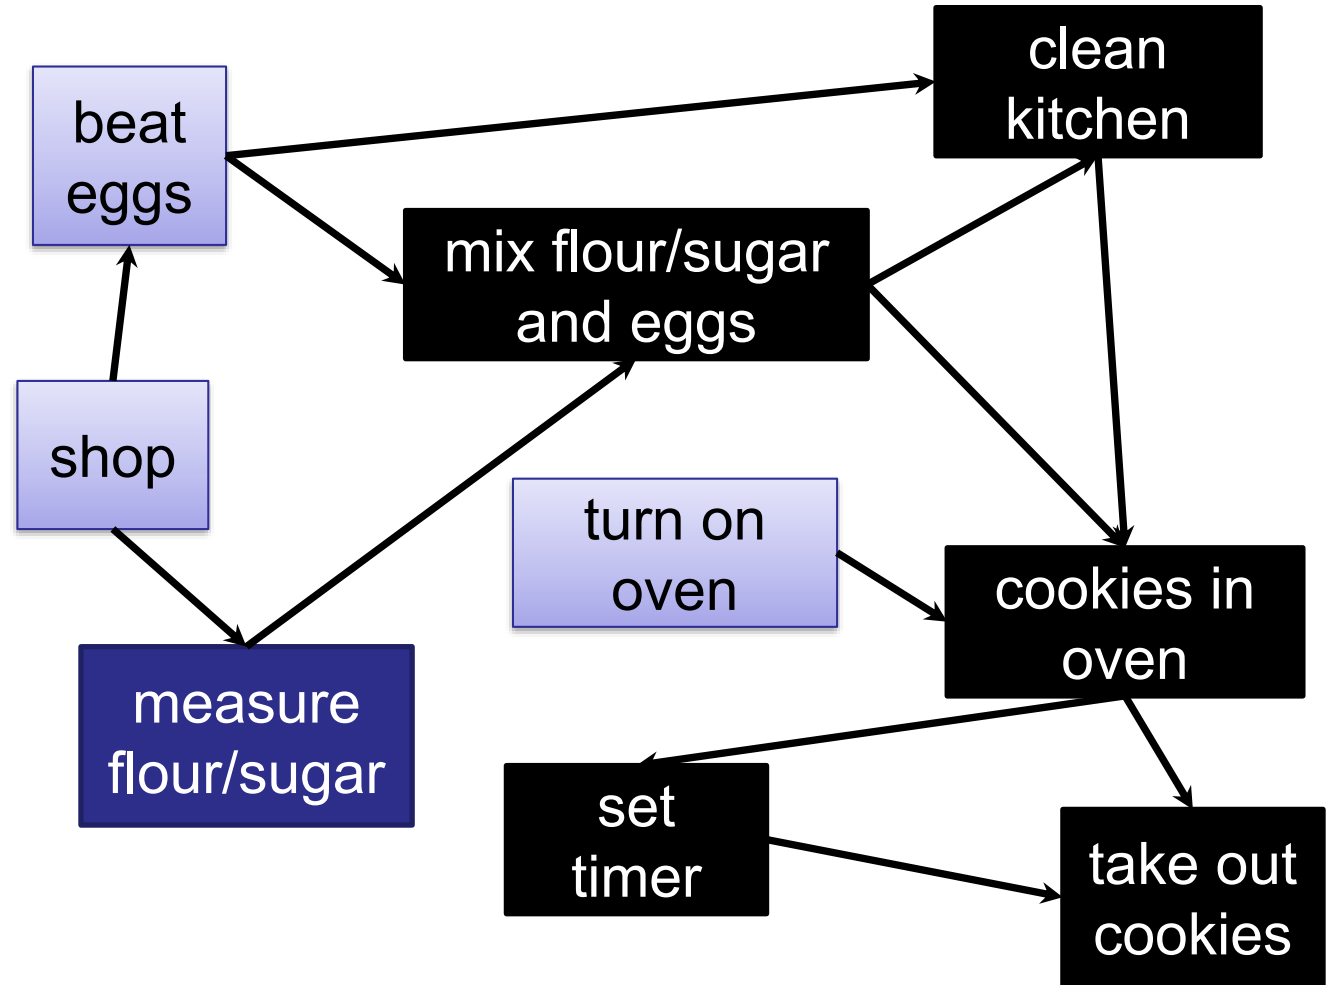 clean
kitchen
beat
eggs
mix flour/sugar
and eggs
shop
turn on
oven
cookies in
oven
measure
flour/sugar
set
timer
take out
cookies